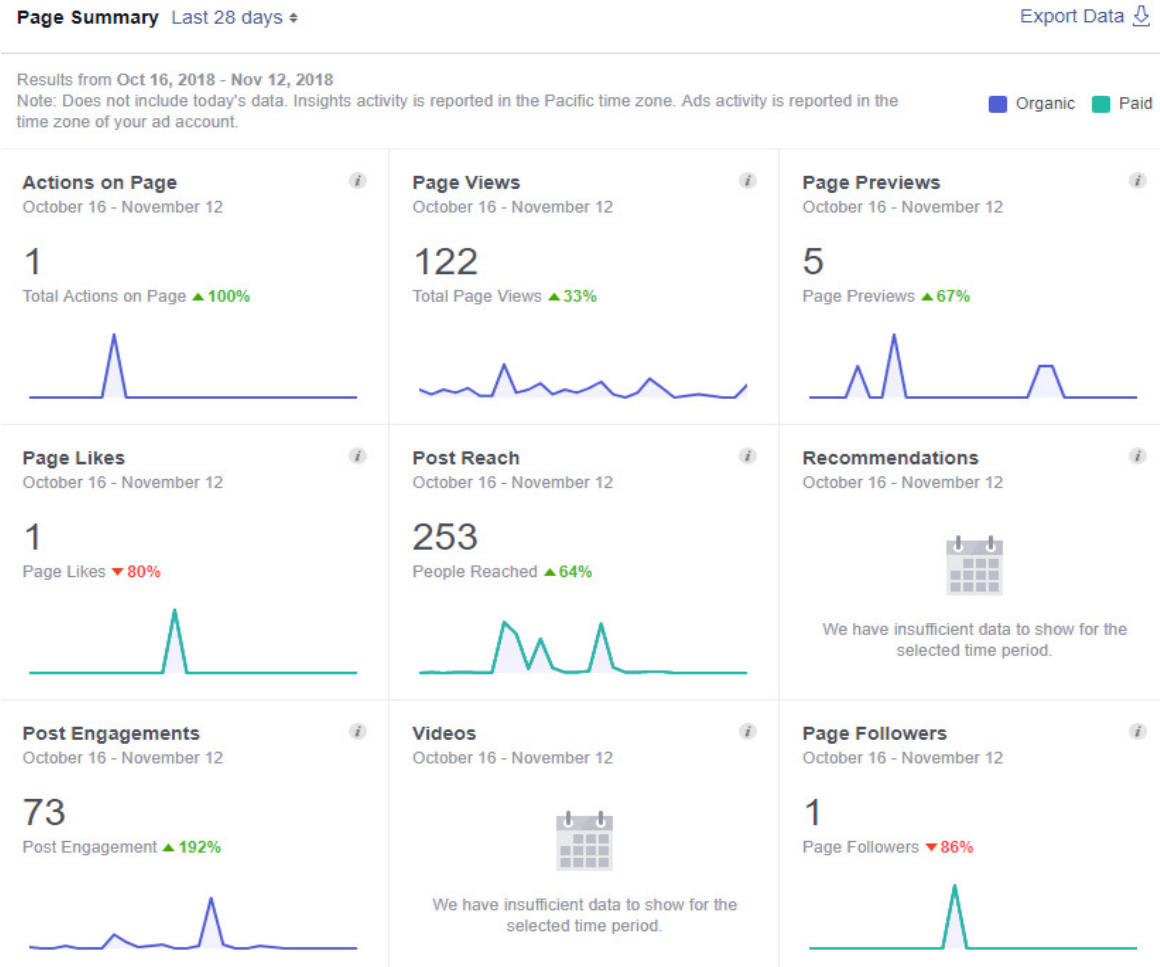 Page Summary Last 28 days
Export Data
Results from Oct 16, 2018 - Nov 12, 2018
Note: Does not include today's data. Insights activity is reported in the Pacific time zone. Ads activity is reported in the
time zone of your ad account.
Organic Paid
Actions on Page
October 16 - November 12
1
Total Actions on Page 100%
Page Views
October 16 - November 12
122
Total Page Views 33%
Page Previews
October 16 - November 12
5
Page Previews 67%
Page Likes
October 16 - November 12
1
Page Likes 80%
Post Reach
October 16 - November 12
253
People Reached 64%
Recommendations
October 16 - November 12
We have insufficient data to show for the
selected time period.
Post Engagements
October 16 - November 12
73
Post Engagement 192%
Videos
October 16 - November 12
We have insufficient data to show for the
selected time period.
Page Followers
October 16 - November 12
1
Page Followers 86%